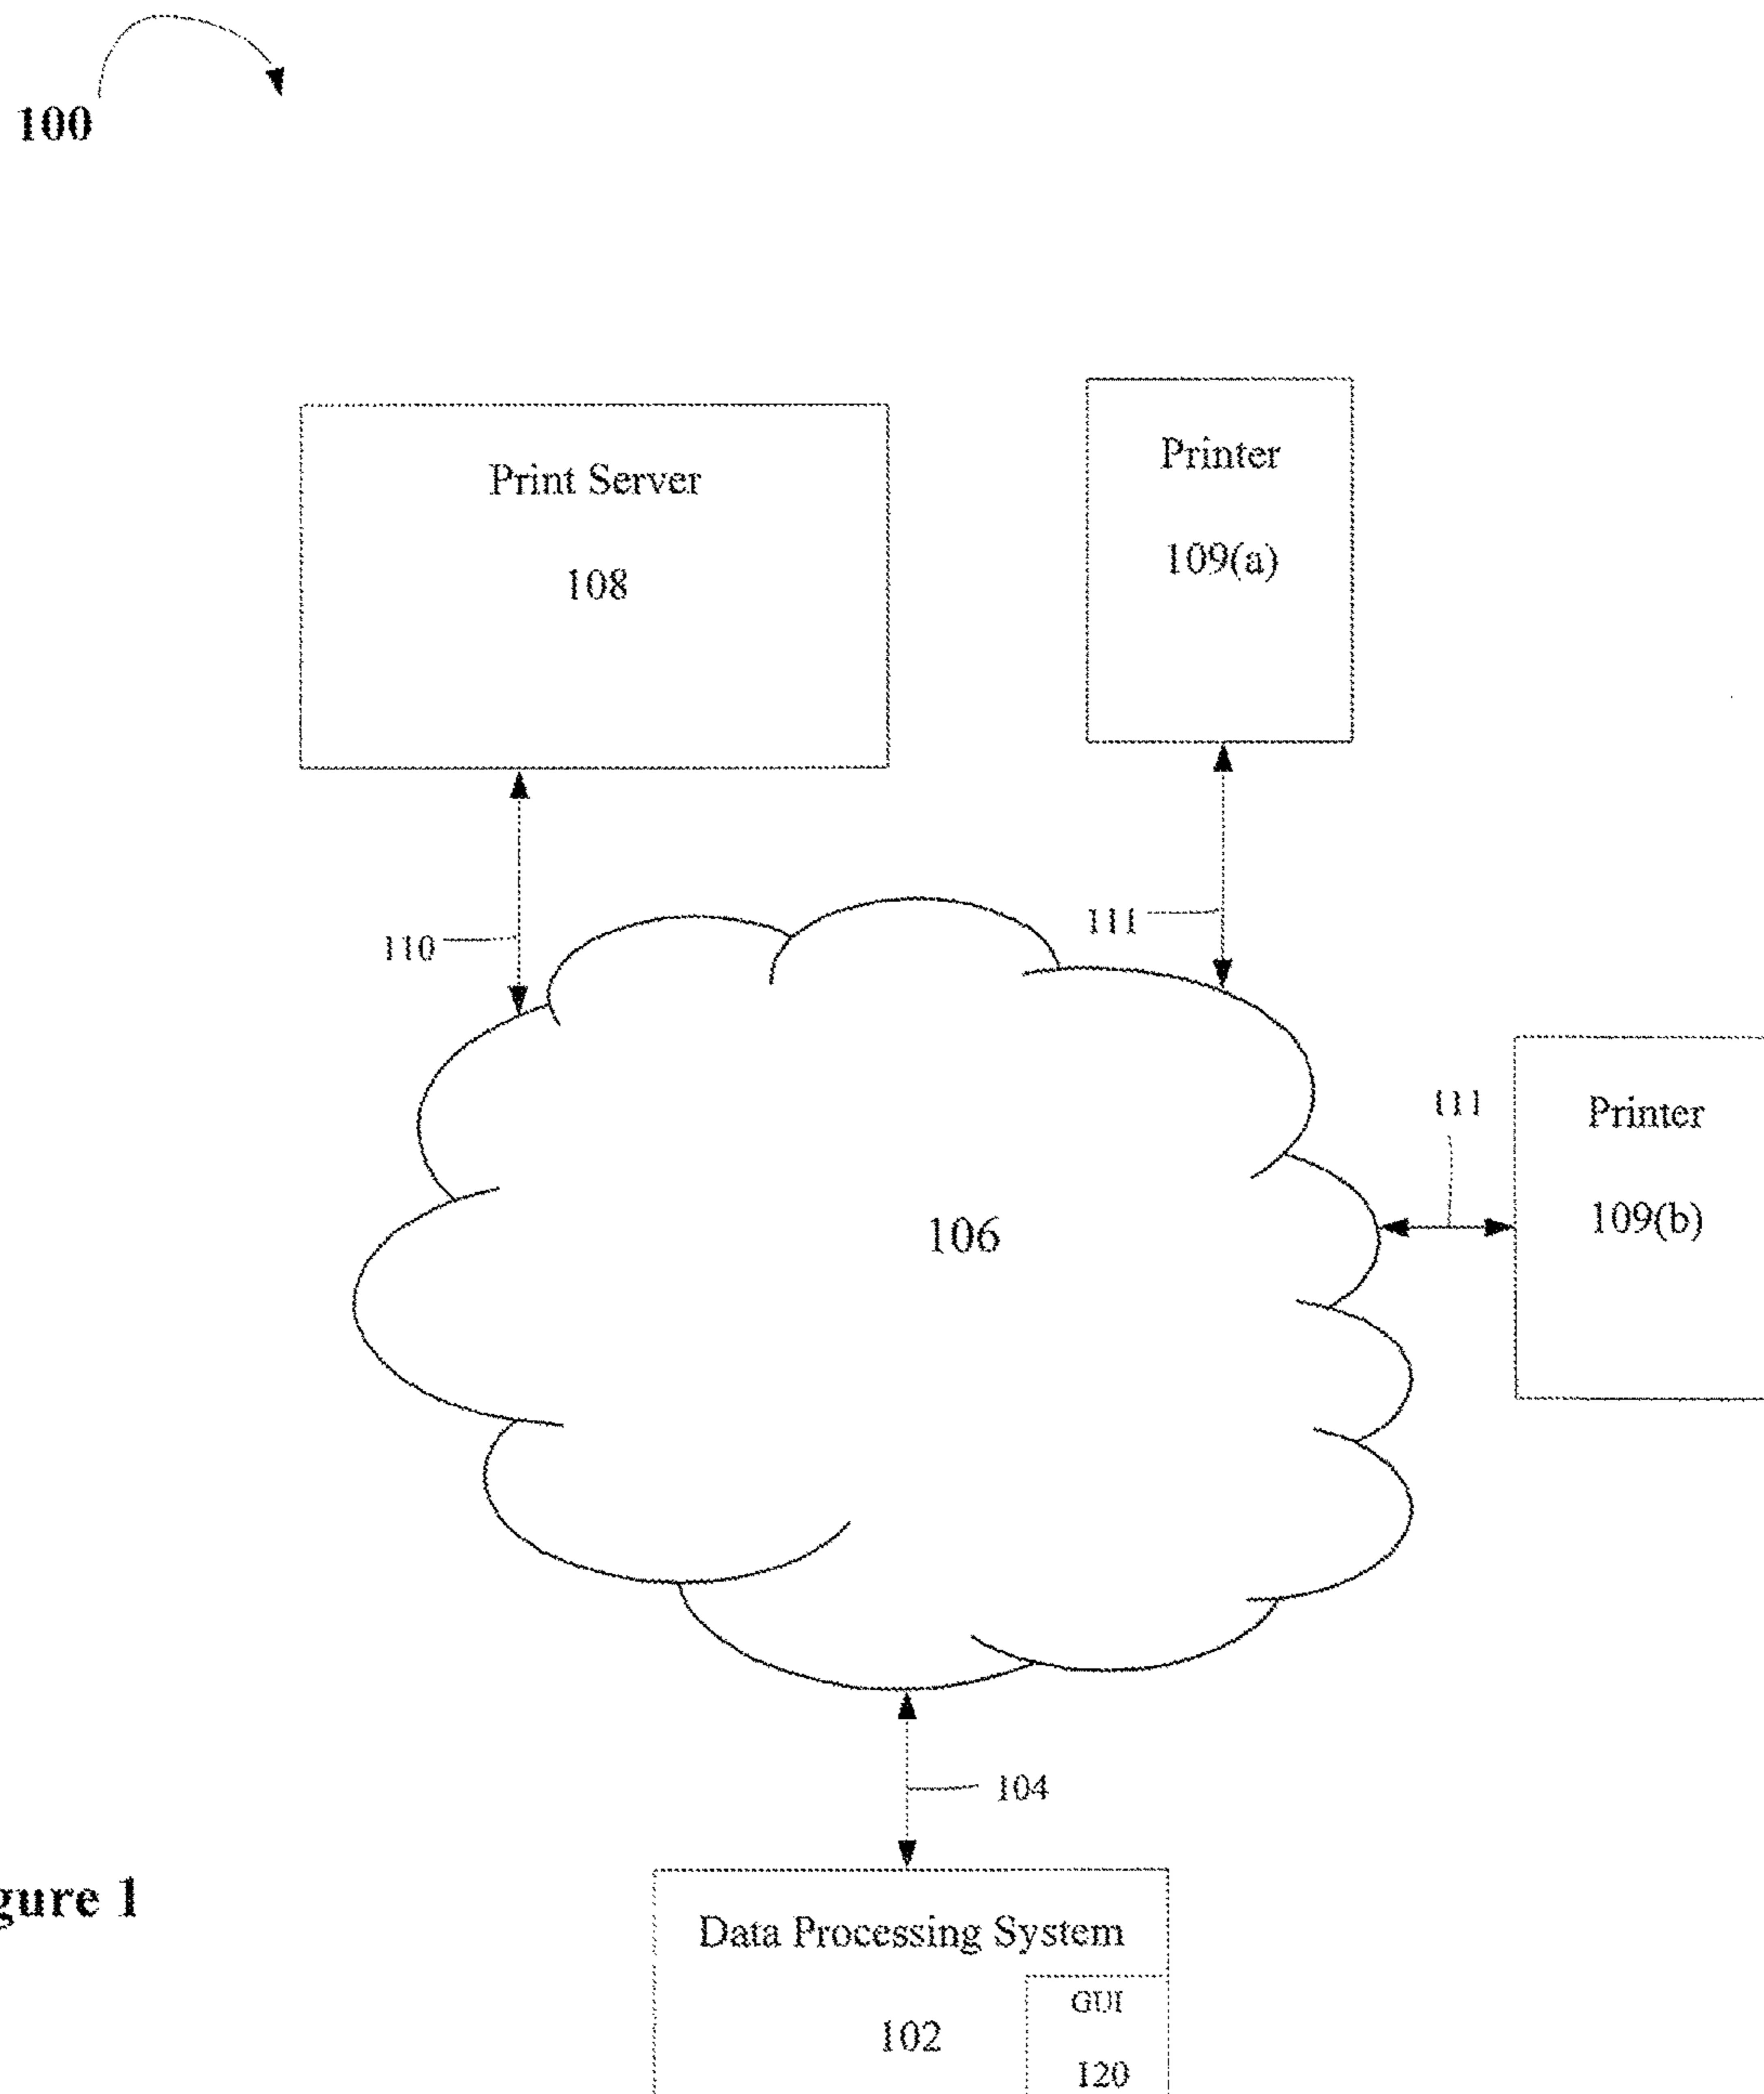 100
Print Server
108
Printer
109(a)
110
111
111
Printer
109(b)
106
104
gure 1
Data Processing System
102
GUI
120